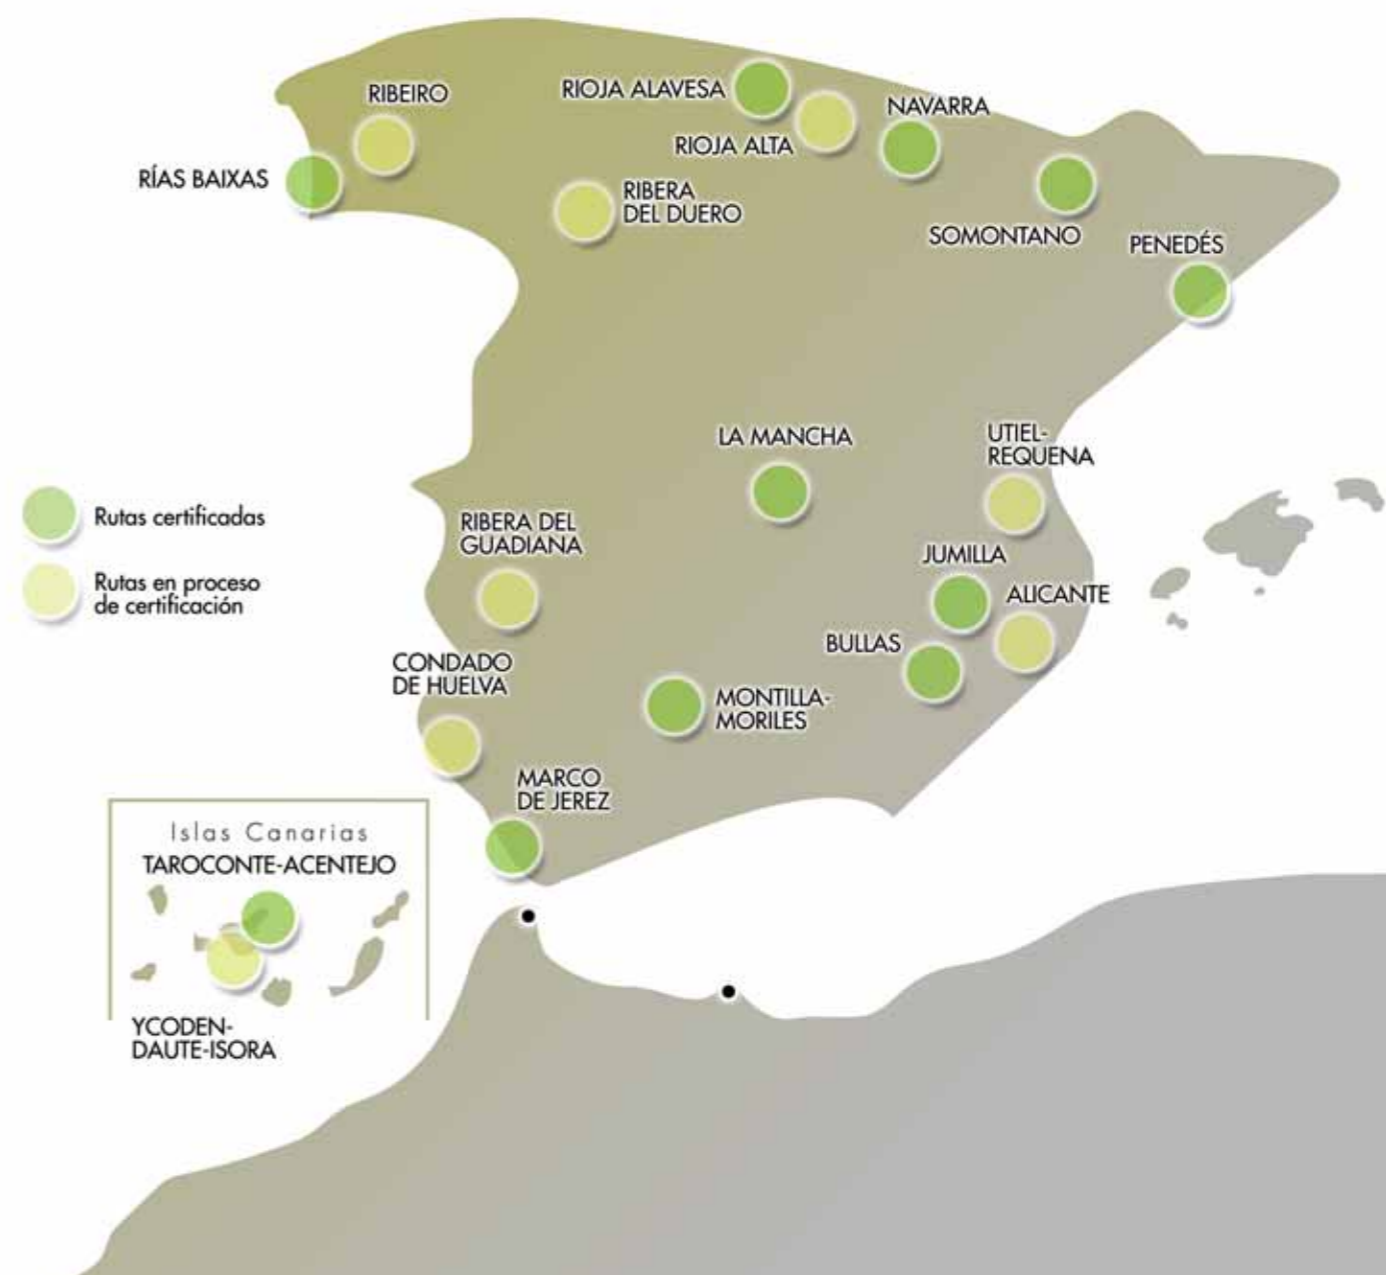 RIBEIRO
RIOJA ALAVESA
NAVARRA
RIOJA ALTA
RÍAS BAIXAS
RIBERA
DEL DUERO
SOMONTANO
PENEDÉS
LA MANCHA
UTIEL-
REQUENA
Rutas certificadas
Rutas en proceso
de certificación
RIBERA DEL
GUADIANA
JUMILLA
ALICANTE
BULLAS
CONDADO
DE HUELVA
MONTILLA-
MORILES
MARCO
DE JEREZ
Islas Canarias
TAROCONTE-ACENTEJO
YCODEN-
DAUTE-ISORA